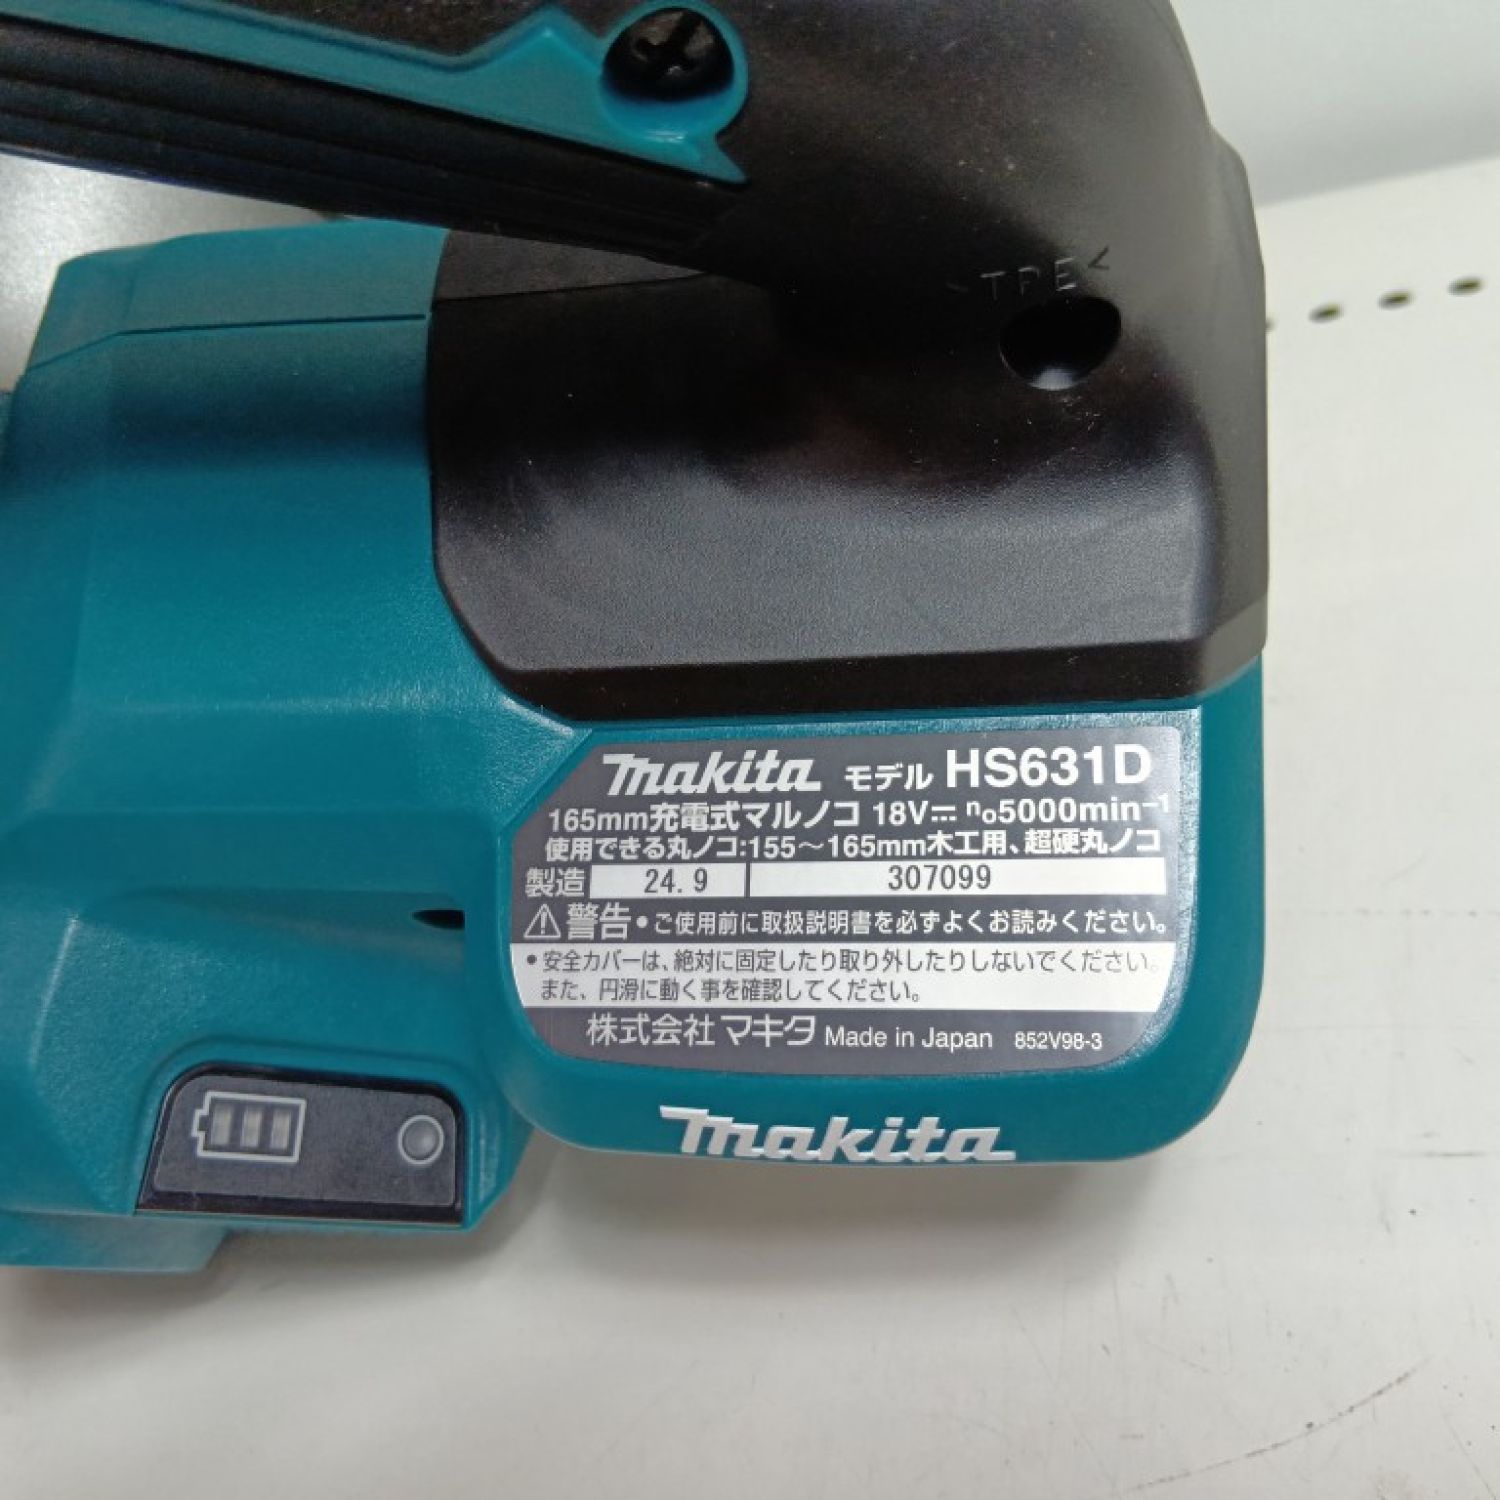 >TPE<
makita モデル HS631D
165mm充電式マルノコ 18V⎓ n₀5000min⁻¹
使用できる丸ノコ:155～165mm木工用、超硬丸ノコ
製造 24.9 307099
⚠警告 •ご使用前に取扱説明書を必ずよくお読みください。
•安全カバーは、絶対に固定したり取り外したりしないでください。
また、円滑に動く事を確認してください。
株式会社マキタ Made in Japan 852V98-3
makita